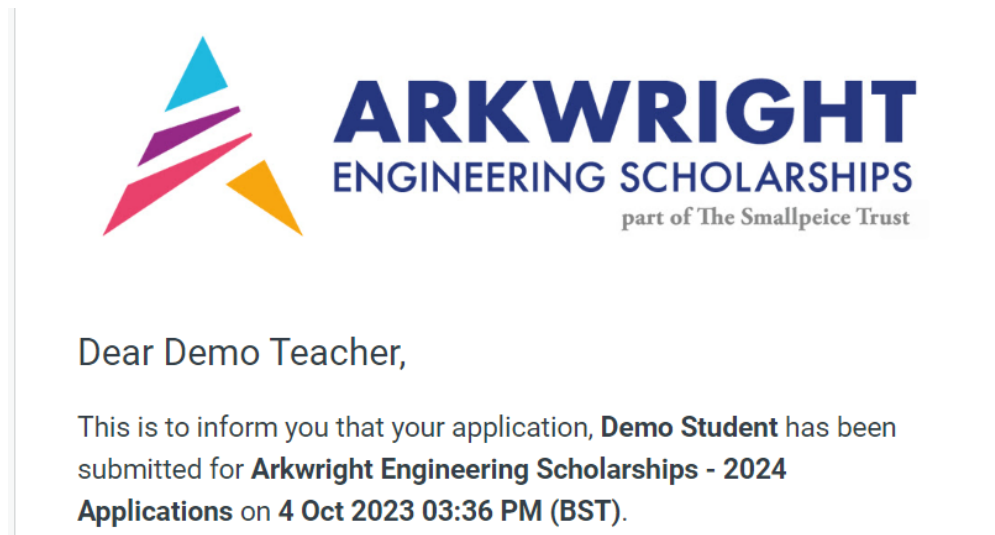 ARKWRIGHT
ENGINEERING SCHOLARSHIPS
part of The Smallpeice Trust
Dear Demo Teacher,
This is to inform you that your application, Demo Student has been
submitted for Arkwright Engineering Scholarships - 2024
Applications on 4 Oct 2023 03:36 PM (BST).